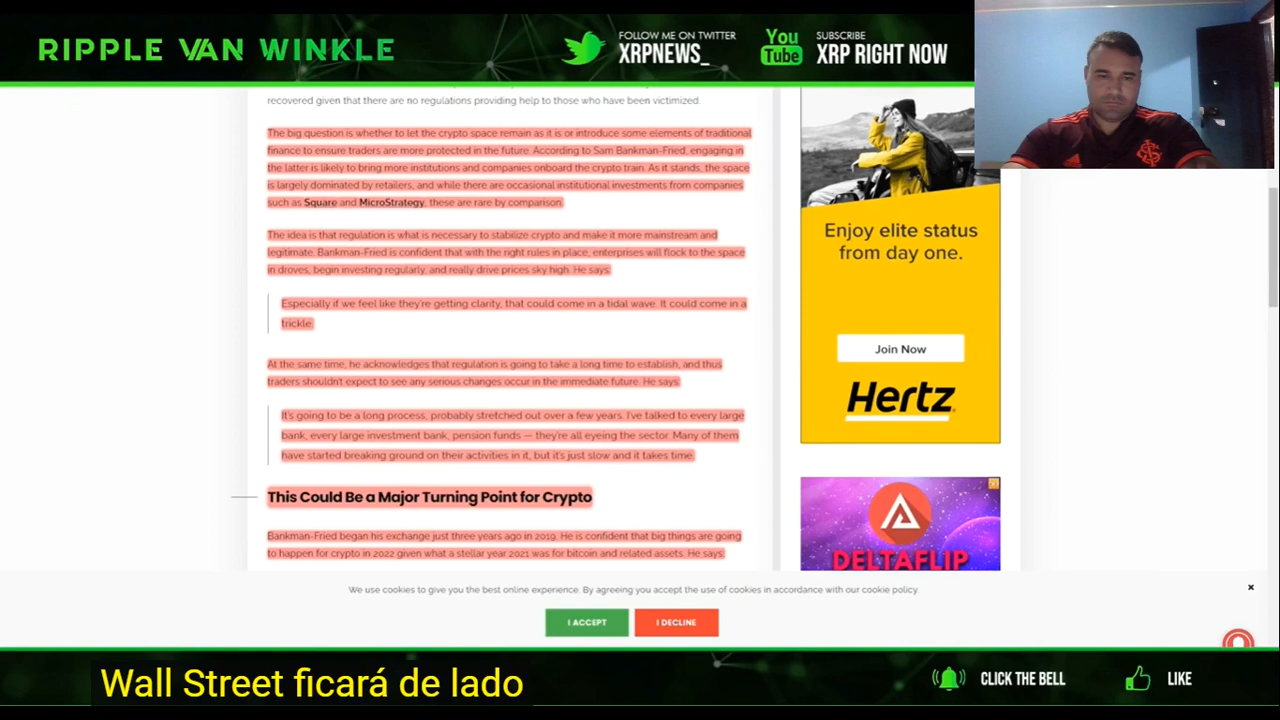 RIPPLE VAN WINKLE
FOLLOW ME ON TWITTER
XRPNEWS_
You
Tube
SUBSCRIBE
XRP RIGHT NOW
recovered given that there are no regulations providing help to those who have been victimized.
The big question is whether to let the crypto space remain as it is or introduce some elements of traditional
finance to ensure traders are more protected in the future. According to Sam Bankman-Fried, engaging in
the latter is likely to bring more institutions and companies onboard the crypto train. As it stands, the space
is largely dominated by retailers, and while there are occasional institutional investments from companies
such as Square and MicroStrategy, these are rare by comparison.
The idea is that regulation is what is necessary to stabilize crypto and make it more mainstream and
legitimate. Bankman-Fried is confident that with the right rules in place, enterprises will flock to the space
in droves, begin investing regularly, and really drive prices sky high. He says:
Especially if we feel like they're getting clarity, that could come in a tidal wave. It could come in a
trickle.
At the same time, he acknowledges that regulation is going to take a long time to establish, and thus
traders shouldn't expect to see any serious changes occur in the immediate future. He says:
It's going to be a long process, probably stretched out over a few years. I've talked to every large
bank, every large investment bank, pension funds — they're all eyeing the sector. Many of them
have started breaking ground on their activities in it, but it's just slow and it takes time.
This Could Be a Major Turning Point for Crypto
Bankman-Fried began his exchange just three years ago in 2019. He is confident that big things are going
to happen for crypto in 2022 given what a stellar year 2021 was for bitcoin and related assets. He says:
Enjoy elite status
from day one.
Join Now
Hertz.
DELTAFLIP
We use cookies to give you the best online experience. By agreeing you accept the use of cookies in accordance with our cookie policy.
I ACCEPT
I DECLINE
Wall Street ficará de lado
CLICK THE BELL
LIKE